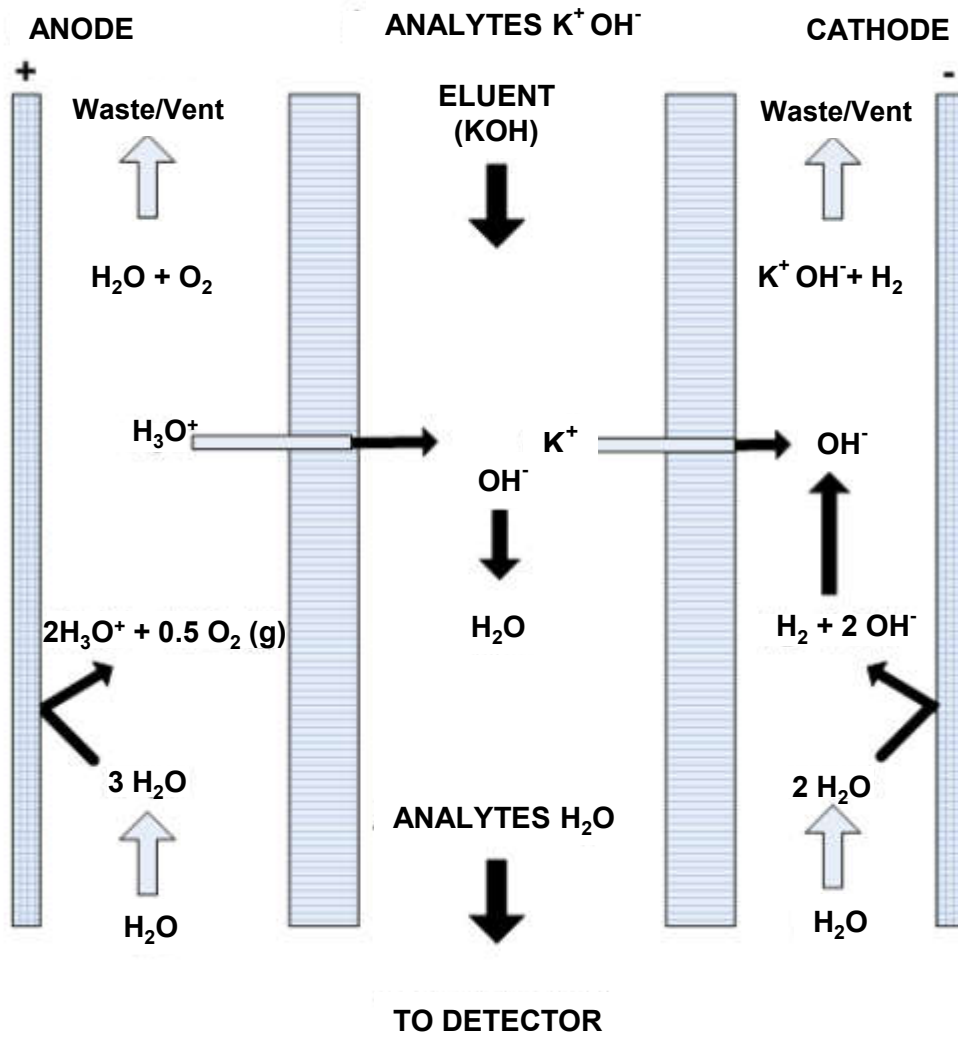 ANODE
ANALYTES K⁺ OH⁻
CATHODE
+
-
Waste/Vent
ELUENT
(KOH)
Waste/Vent
H₂O + O₂
K⁺ OH⁻+ H₂
H₃O⁺
K⁺
OH⁻
OH⁻
2H₃O⁺ + 0.5 O₂ (g)
H₂O
H₂ + 2 OH⁻
3 H₂O
2 H₂O
ANALYTES H₂O
H₂O
H₂O
TO DETECTOR